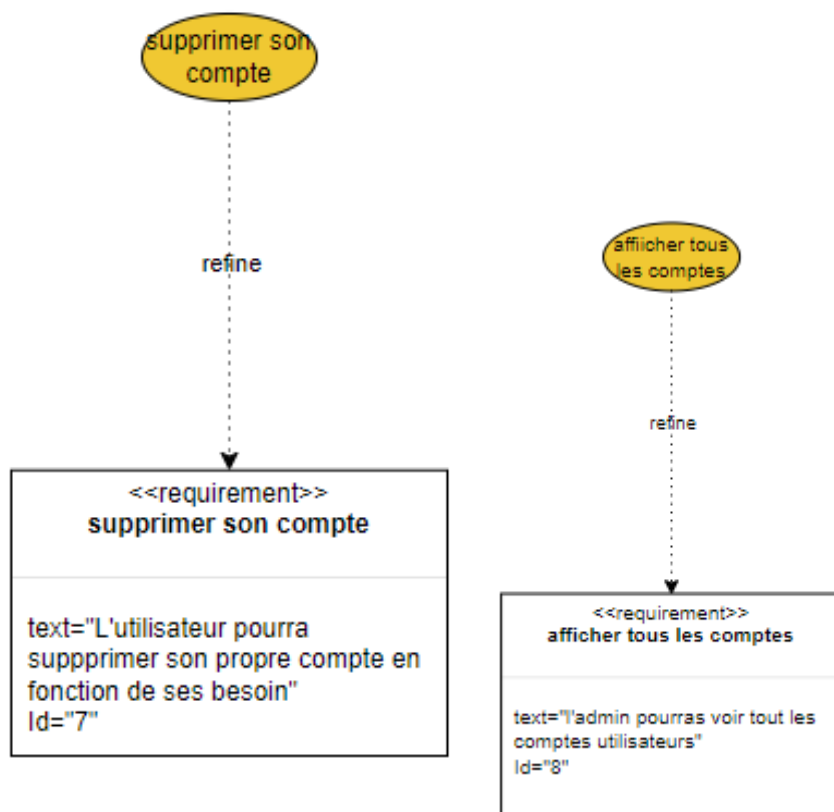 supprimer son
compte
refine
<<requirement>>
supprimer son compte
text="L'utilisateur pourra
suppprimer son propre compte en
fonction de ses besoin"
Id="7"
affiicher tous
les comptes
refine
<<requirement>>
afficher tous les comptes
text="l'admin pourras voir tout les
comptes utilisateurs"
Id="8"